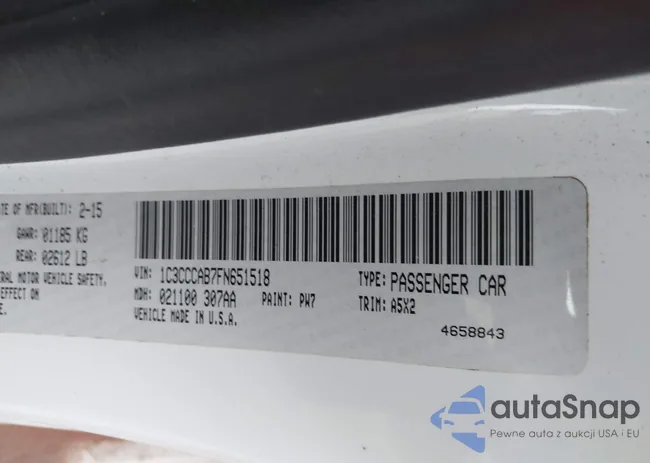 TE OF MFR(BUILT): 2-15
GAWR: 01185 KG
REAR: 02612 LB
ERAL MOTOR VEHICLE SAFETY,
EFFECT ON
E.
VIN: 1C3CCCAB7FN651518
MDH: 021100 307AA PAINT: PW7
VEHICLE MADE IN U.S.A.
TYPE: PASSENGER CAR
TRIM: A5X2
4658843
autaSnap
Pewne auta z aukcji USA i EU